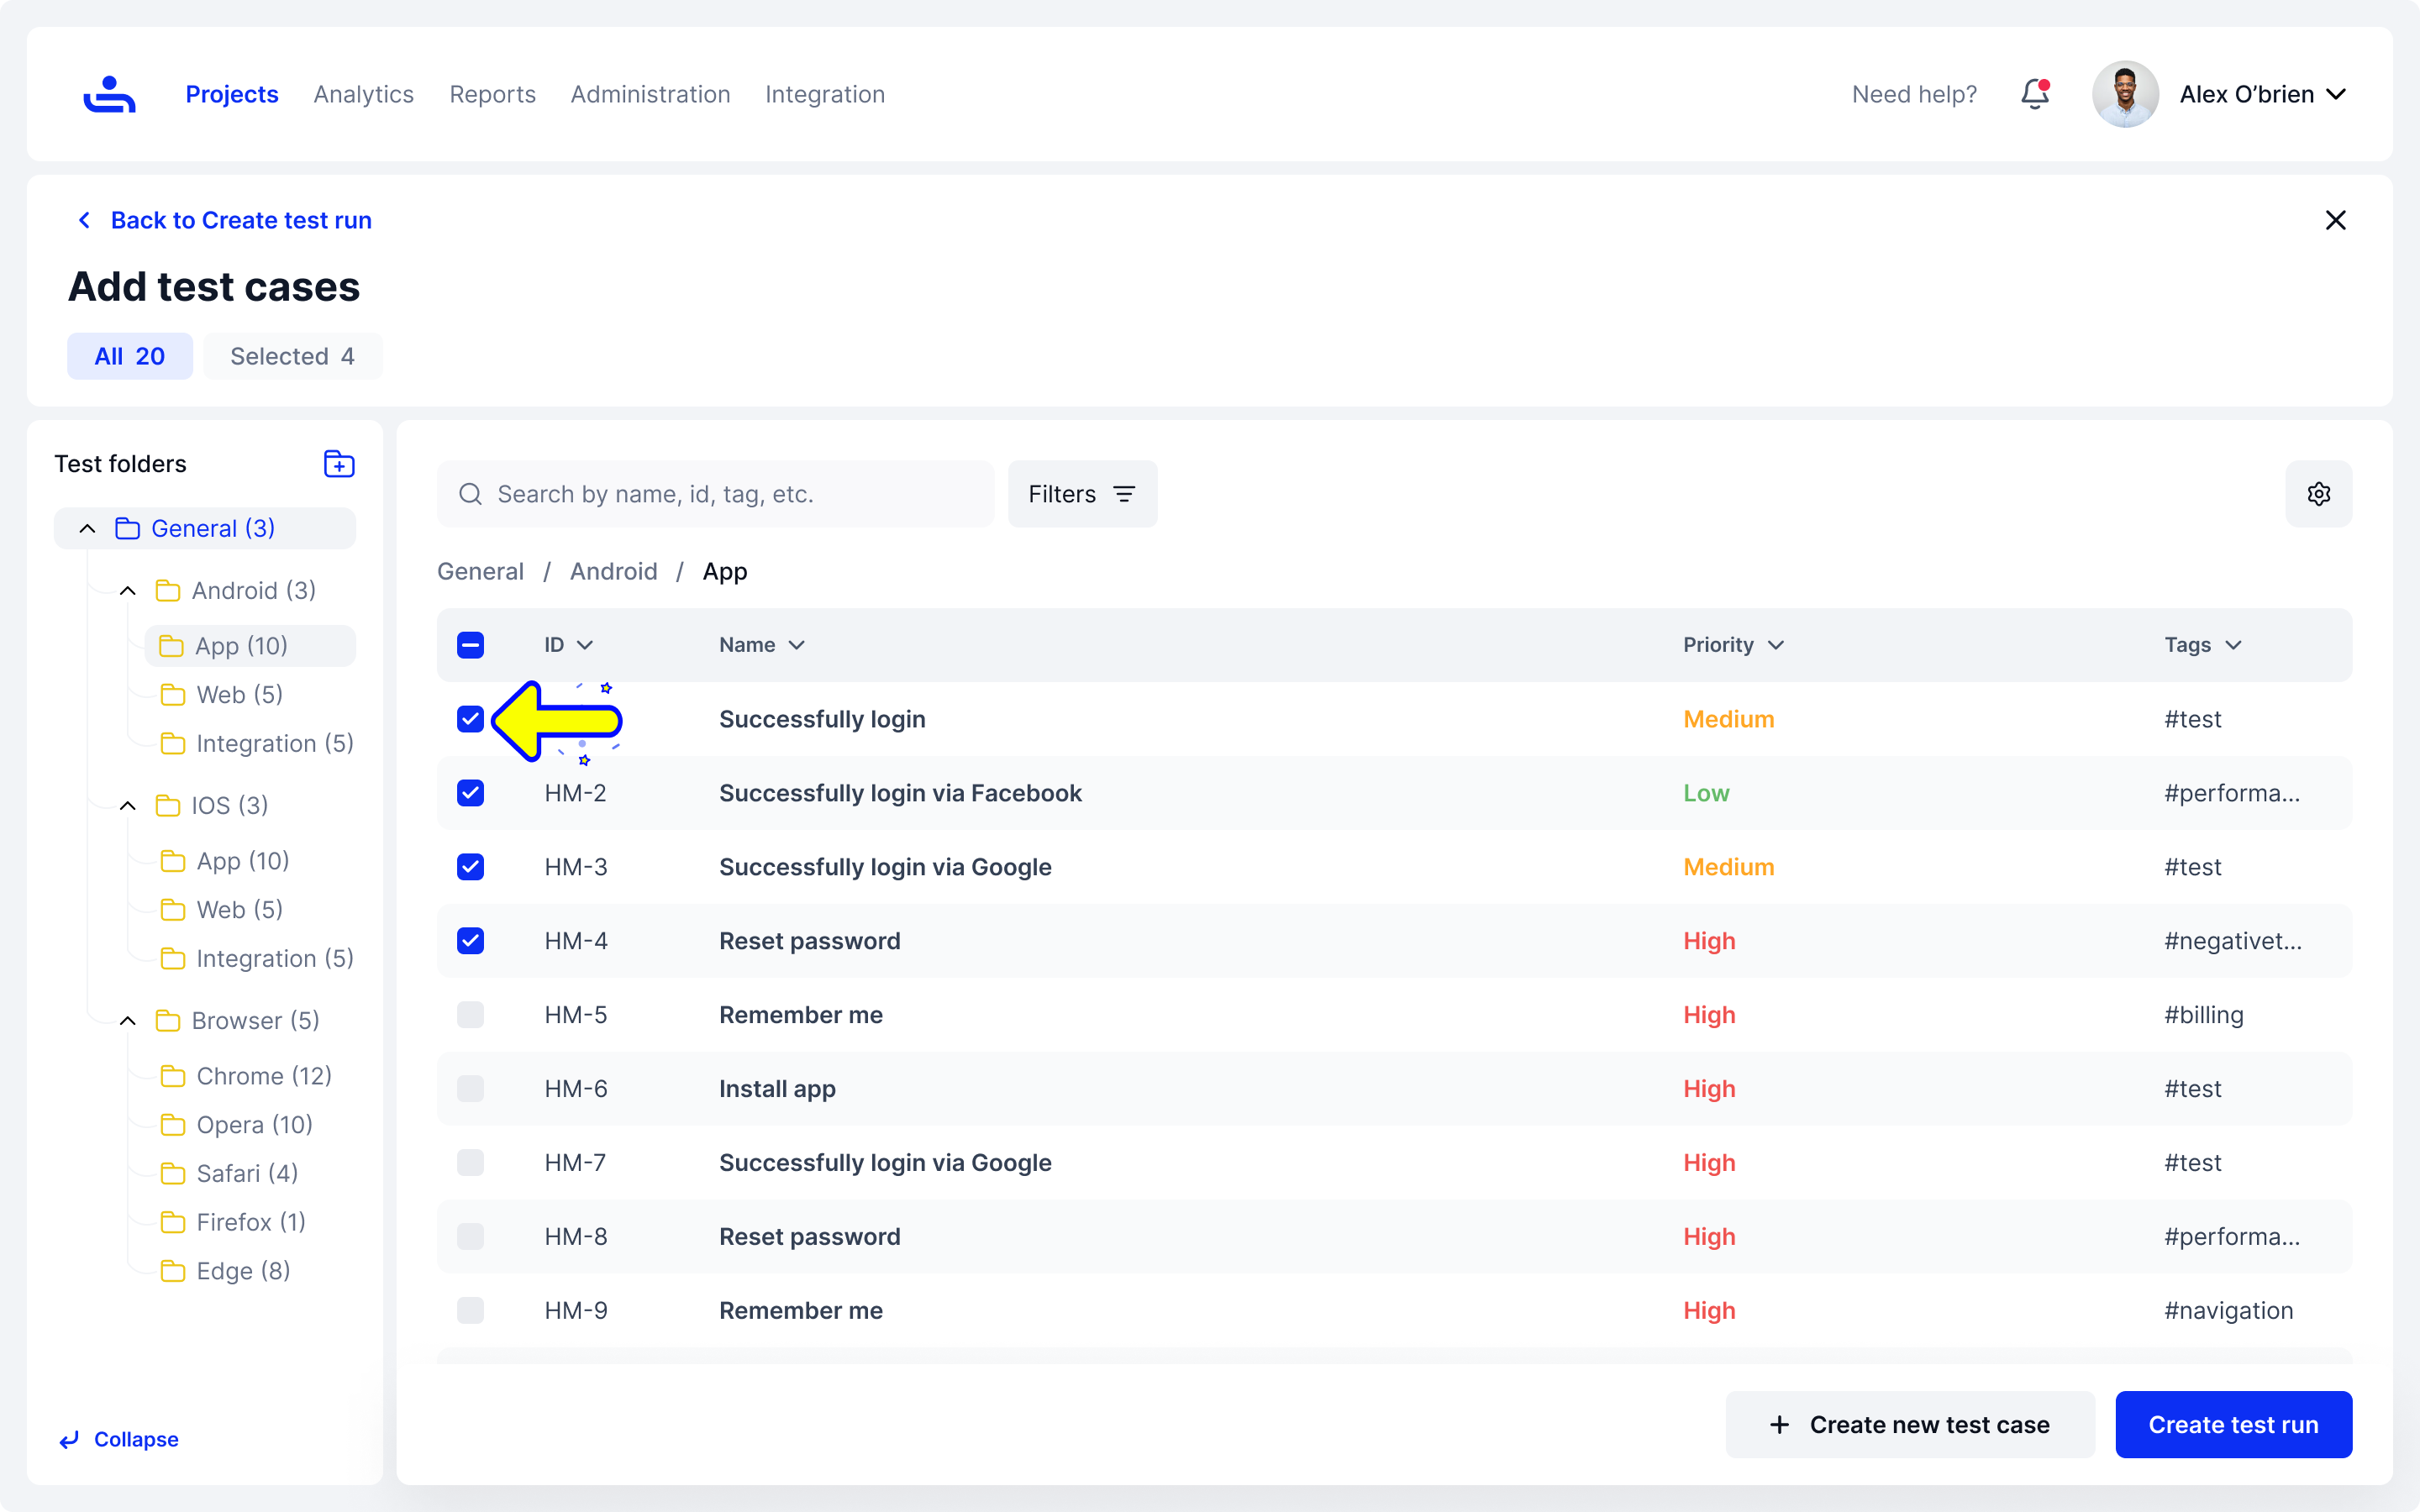 Projects Analytics Reports Administration Integration Need help? Alex O’brien
Back to Create test run
Add test cases
All 20 Selected 4
Test folders
General (3)
Android (3)
App (10)
Web (5)
Integration (5)
IOS (3)
App (10)
Web (5)
Integration (5)
Browser (5)
Chrome (12)
Opera (10)
Safari (4)
Firefox (1)
Edge (8)
Collapse
Search by name, id, tag, etc. Filters
General / Android / App
ID Name Priority Tags
Successfully login Medium #test
HM-2 Successfully login via Facebook Low #performa...
HM-3 Successfully login via Google Medium #test
HM-4 Reset password High #negativet...
HM-5 Remember me High #billing
HM-6 Install app High #test
HM-7 Successfully login via Google High #test
HM-8 Reset password High #performa...
HM-9 Remember me High #navigation
+ Create new test case Create test run